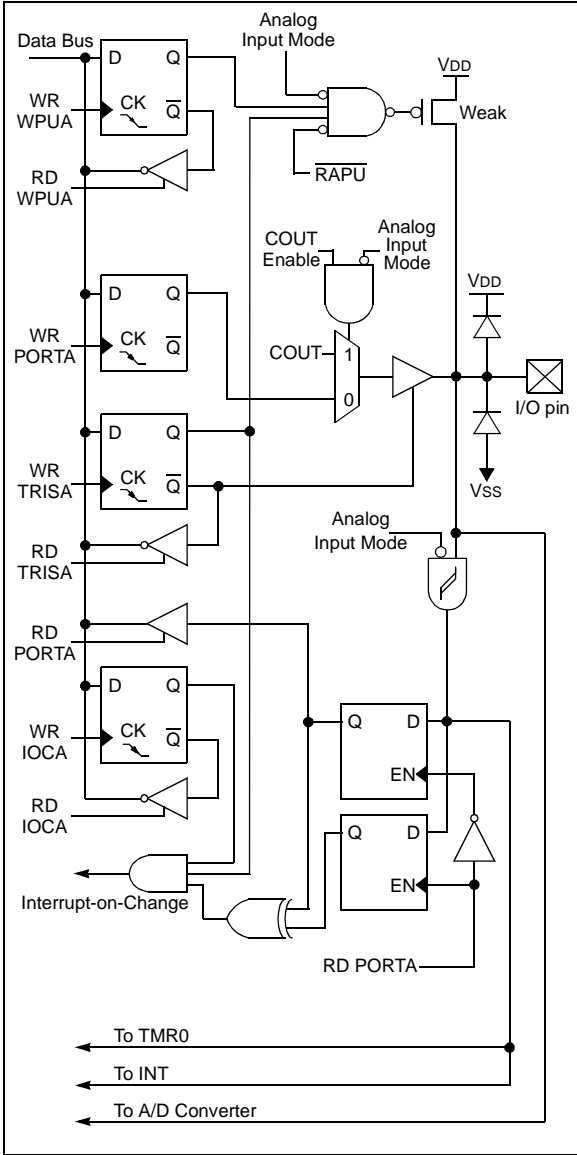 Analog
Input Mode
Data Bus
D Q
VDD
WR
WPUA
CK
Q
Weak
RD
WPUA
RAPU
COUT
Enable
Analog
Input
Mode
D Q
VDD
WR
PORTA
CK
Q
COUT
1
0
I/O pin
D Q
WR
TRISA
CK
Q
VSS
Analog
Input Mode
RD
TRISA
RD
PORTA
D Q
WR
IOCA
CK
Q
Q D
EN
RD
IOCA
Q D
EN
Interrupt-on-Change
RD PORTA
To TMR0
To INT
To A/D Converter